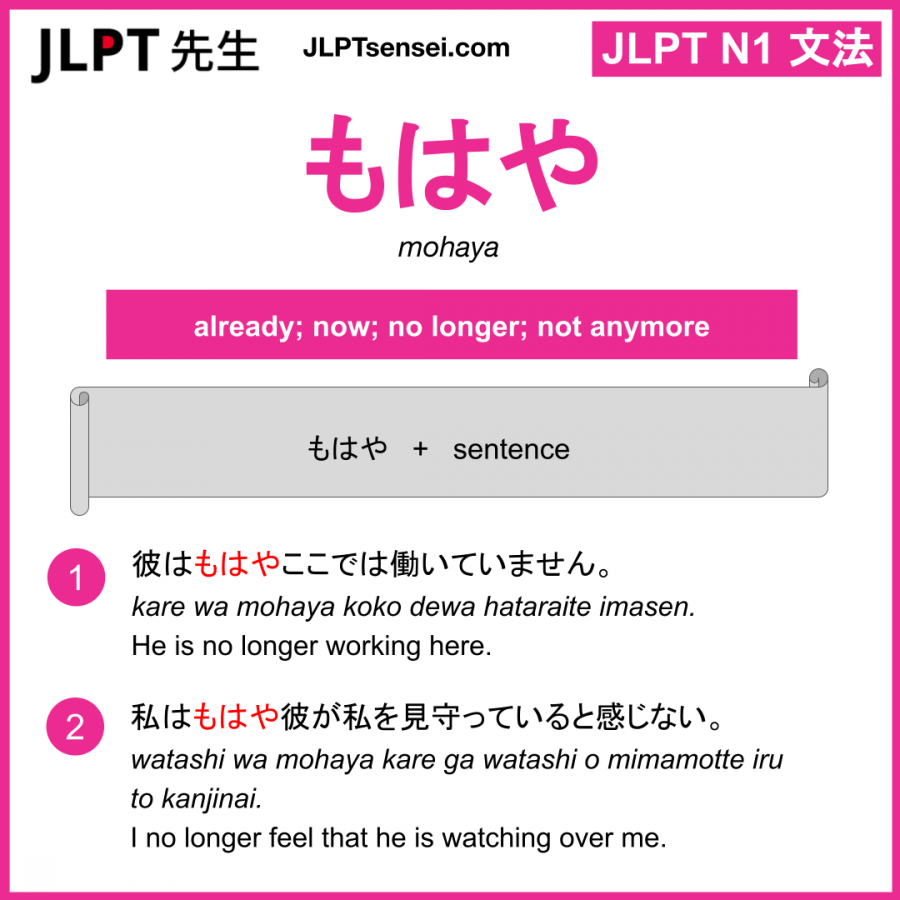 JLPT 先生
JLPTsensei.com
JLPT N1 文法
もはや
mohaya
already; now; no longer; not anymore
もはや + sentence
1
彼はもはやここでは働いていません。
kare wa mohaya koko dewa hataraite imasen.
He is no longer working here.
2
私はもはや彼が私を見守っていると感じない。
watashi wa mohaya kare ga watashi o mimamotte iru
to kanjinai.
I no longer feel that he is watching over me.